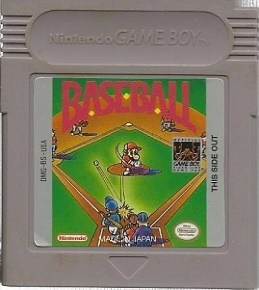 Nintendo GAME BOY
BASEBALL
DMG-BS-USA
THIS SIDE OUT
Nintendo
MADE IN JAPAN